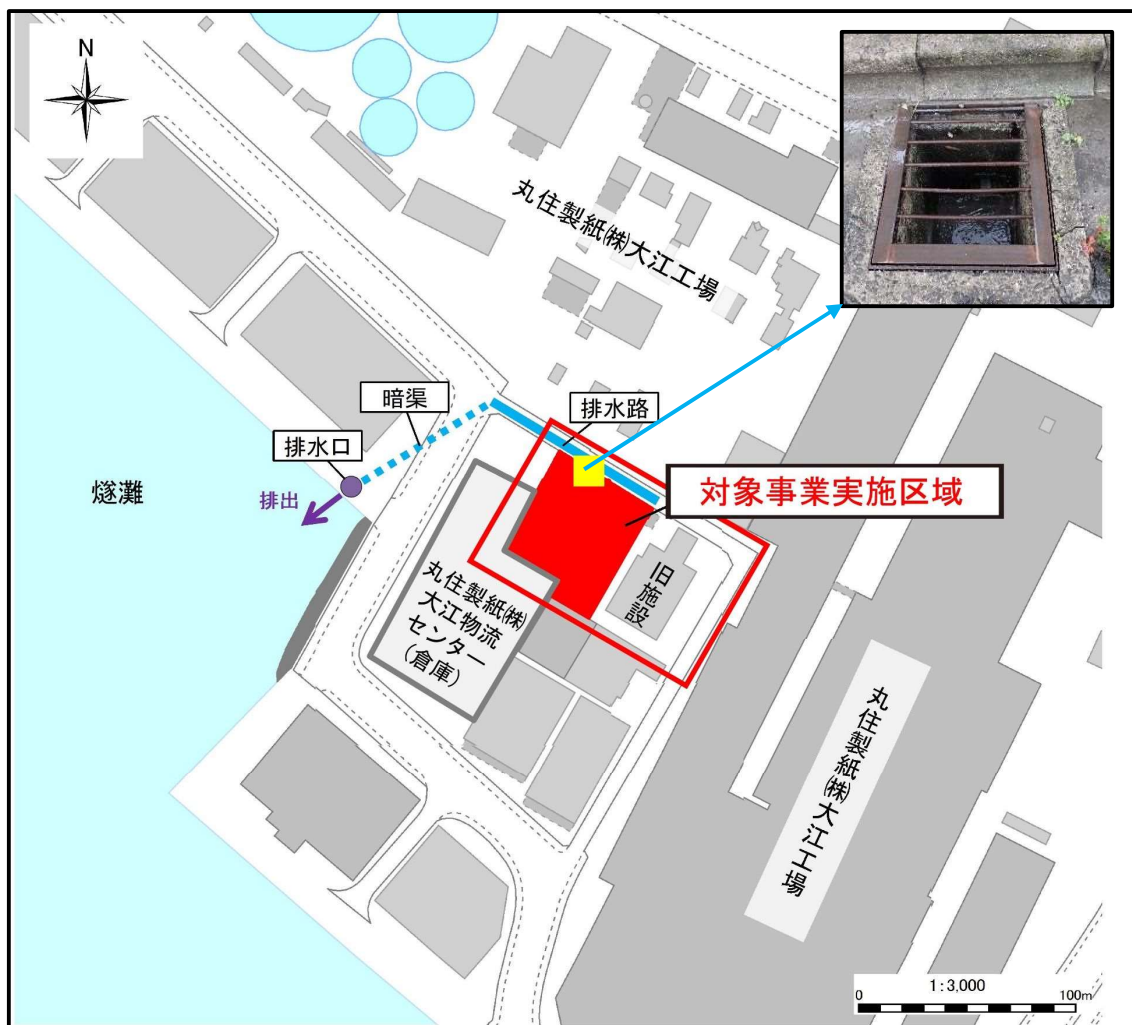 N
丸住製紙㈱大江工場
暗渠
排水路
排水口
燧灘
排出
対象事業実施区域
丸住製紙㈱
大江物流
センター
(倉庫)
旧施設
丸住製紙㈱大江工場
1:3,000
0 100m